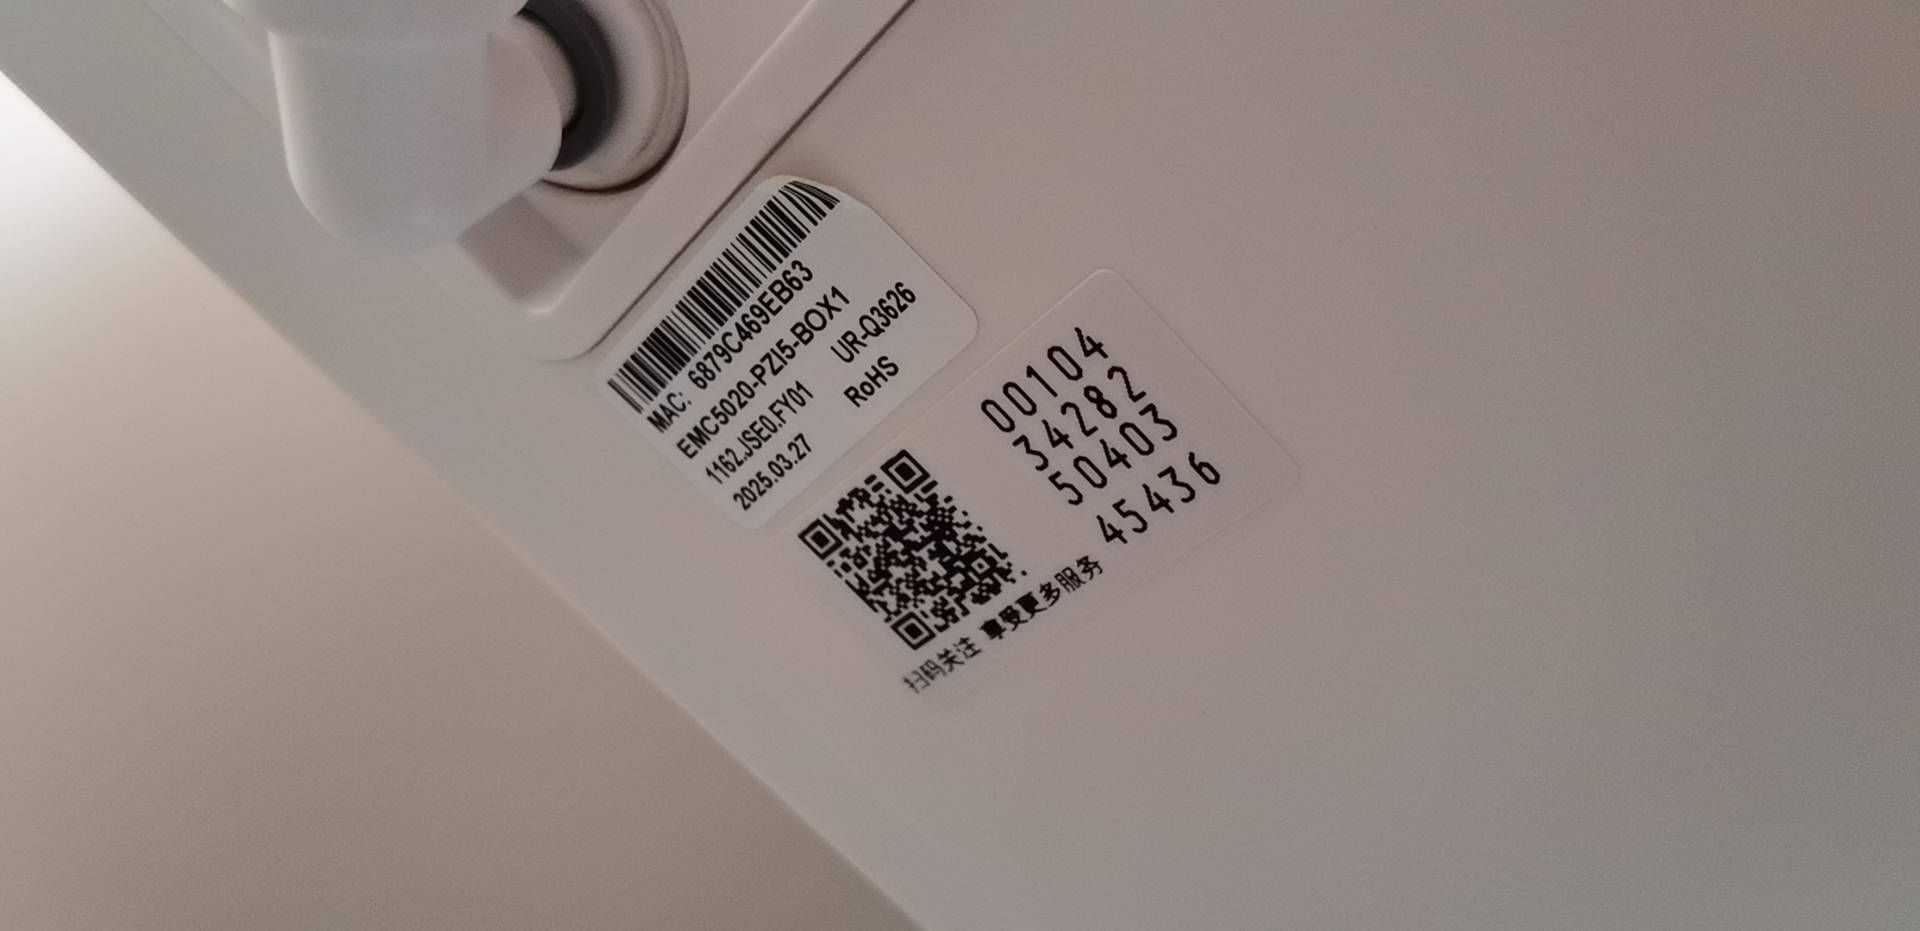 MAC: 6879C469EB63
EMC5020-PZI5-BOX1
1162.JSE0.FY01 UR-Q3626
2025.03.27 RoHS
00104
34282
50403
45436
扫码关注 享受更多服务